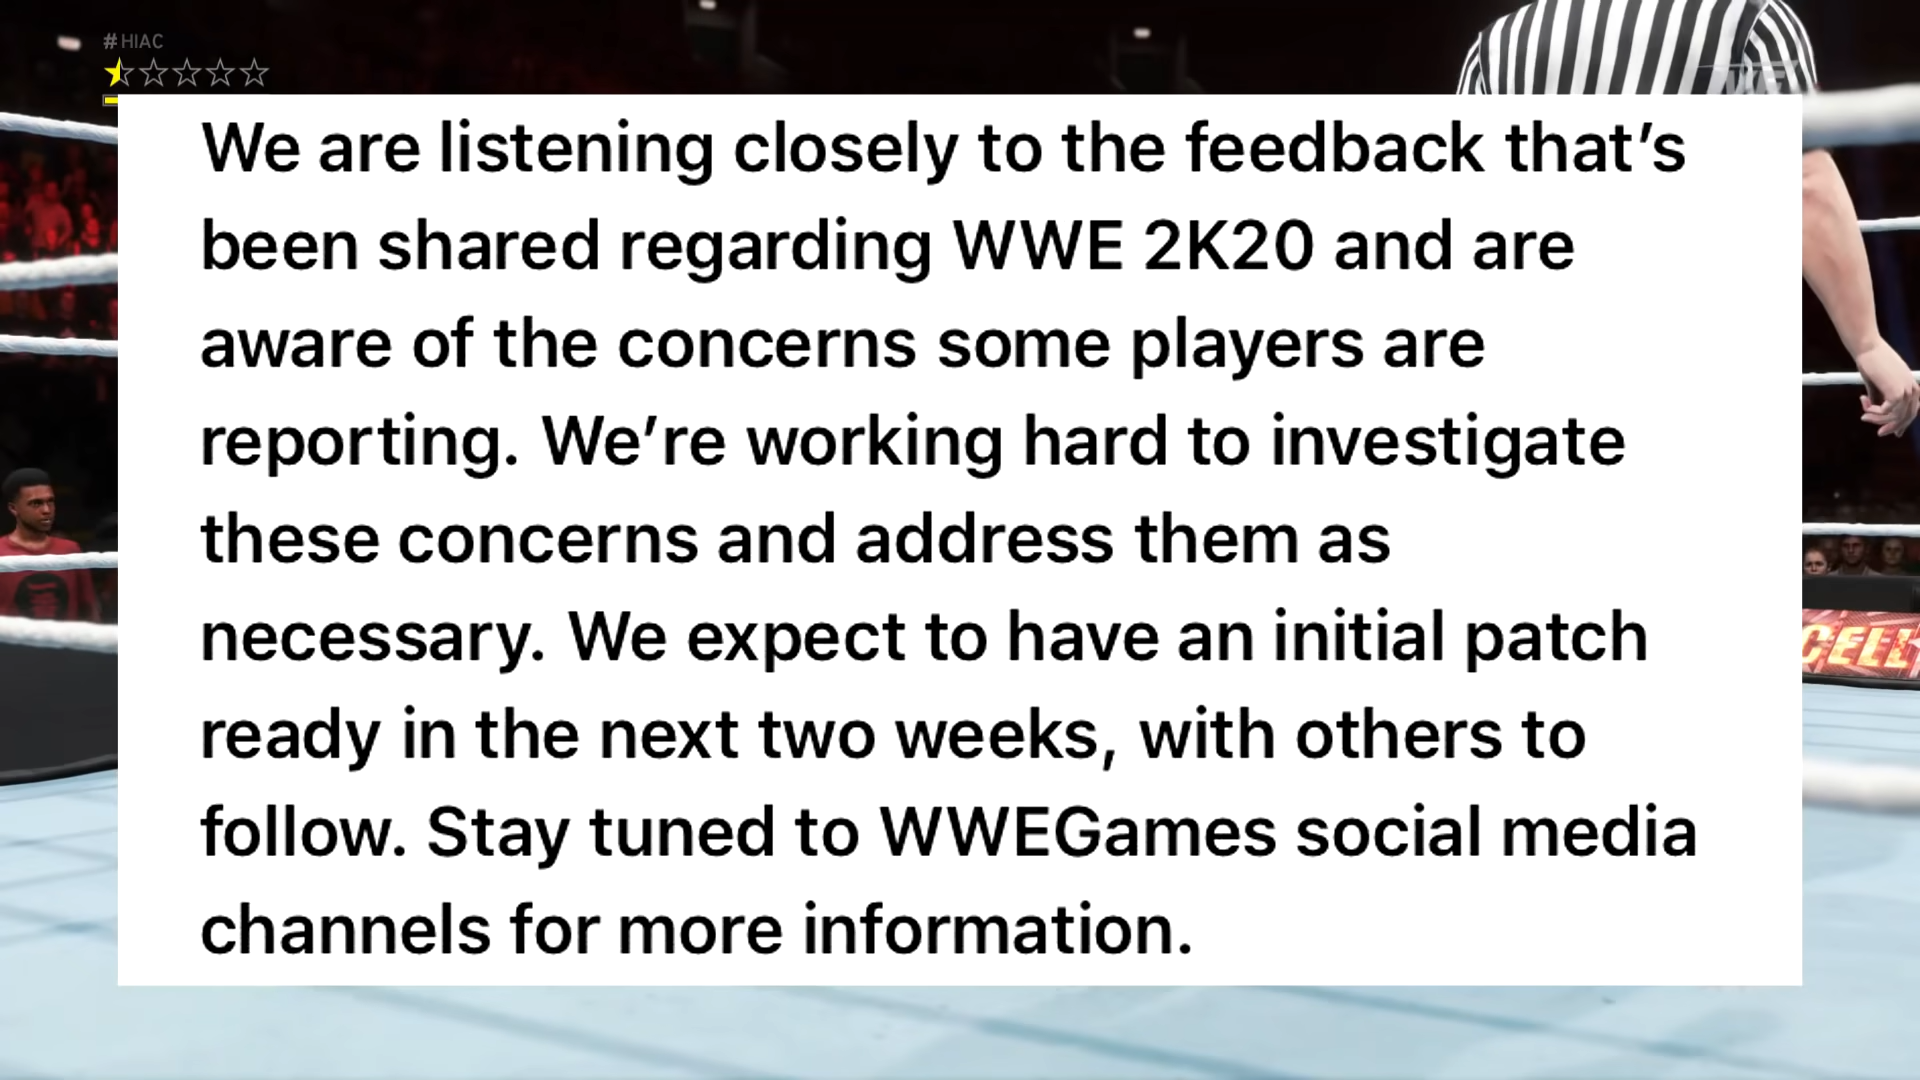 #HIAC
We are listening closely to the feedback that’s
been shared regarding WWE 2K20 and are
aware of the concerns some players are
reporting. We’re working hard to investigate
these concerns and address them as
necessary. We expect to have an initial patch
ready in the next two weeks, with others to
follow. Stay tuned to WWEGames social media
channels for more information.
CELL